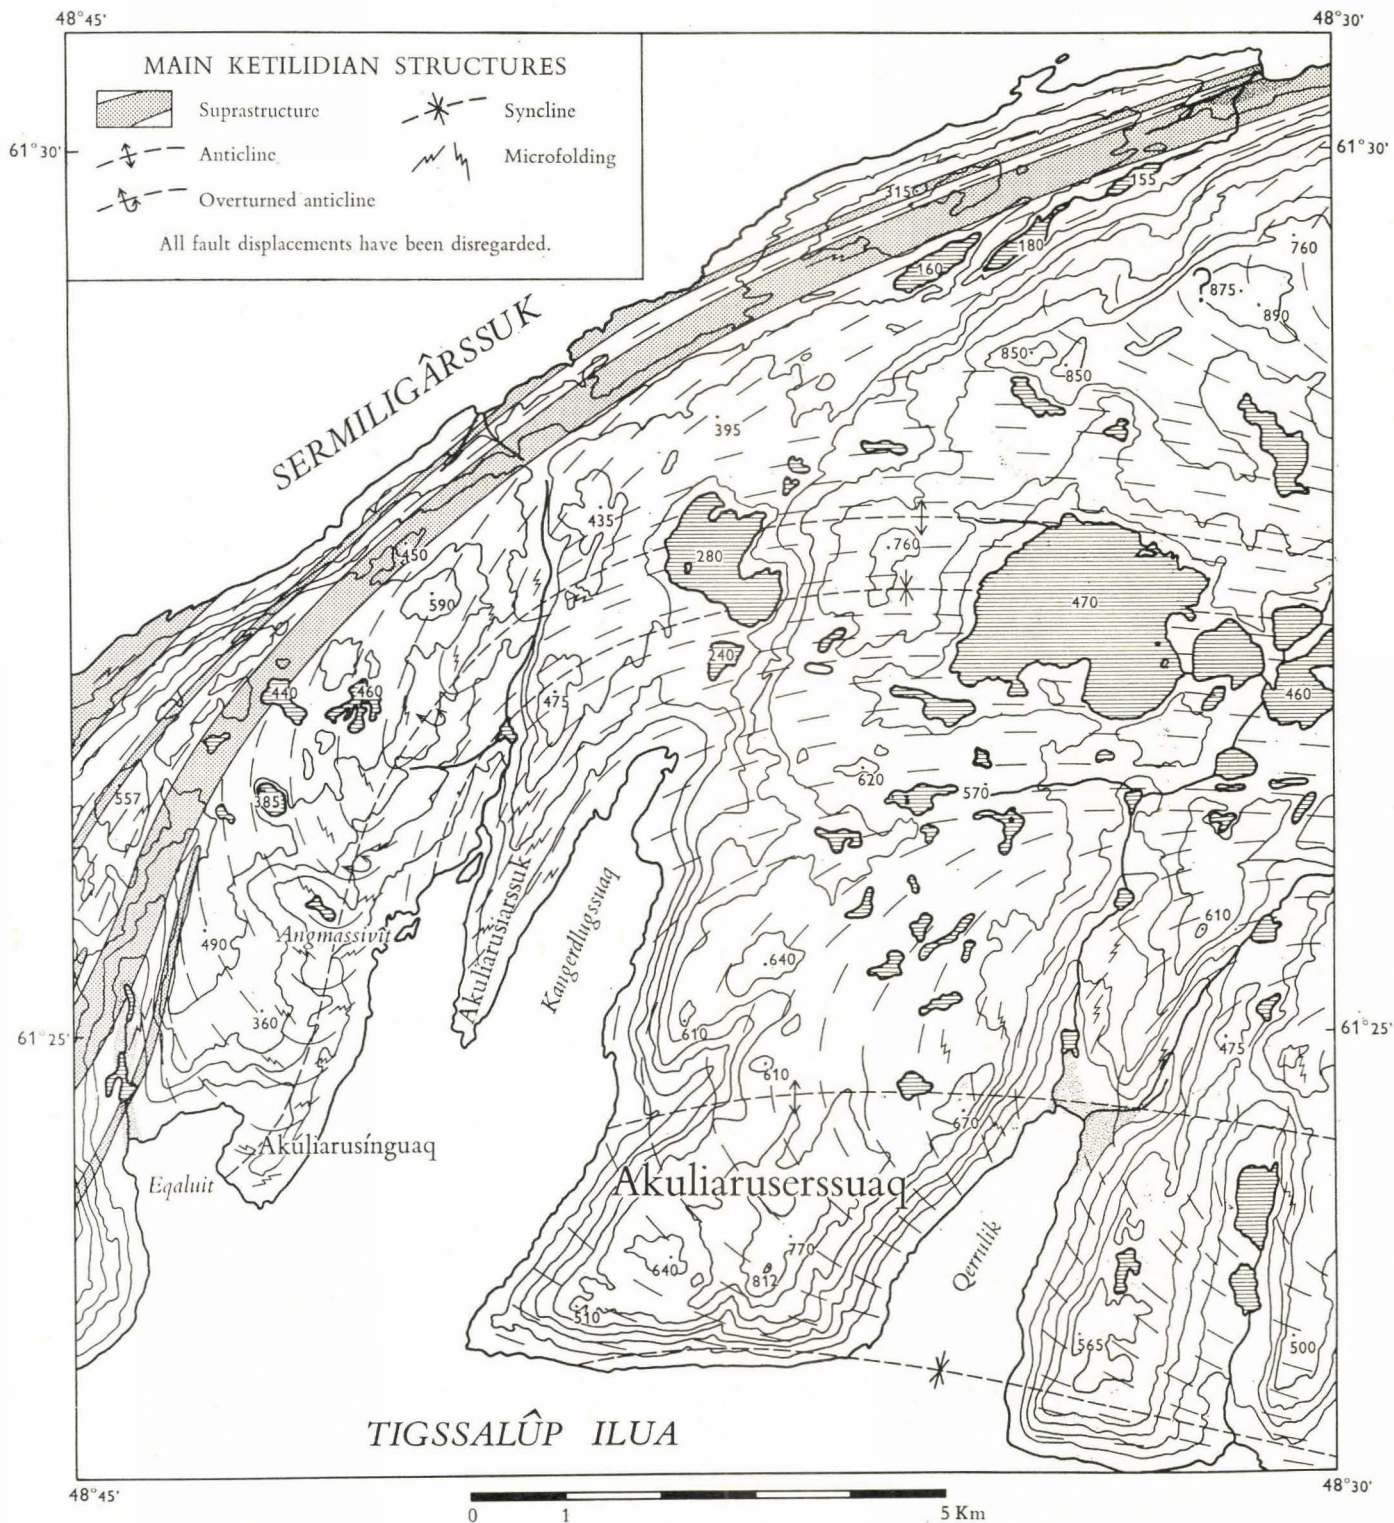 48°45'
48°30'
MAIN KETILIDIAN STRUCTURES
Suprastructure
Syncline
Anticline
Microfolding
Overturned anticline
All fault displacements have been disregarded.
61°30'
61°30'
315
155
180
160
760
?
875
890
SERMILIGÂRSSUK
850
850
395
435
450
280
760
590
470
240
440
460
475
460
557
385
620
570
Akuliarusiarssuk
Kangerdlugssuaq
610
490
Angmassivît
640
360
610
61°25'
61°25'
475
610
670
Akuliarusínguaq
Eqaluit
Akuliaruserssuaq
Qerrulik
770
640
812
510
565
500
TIGSSALÛP ILUA
48°45'
48°30'
0
1
5 Km